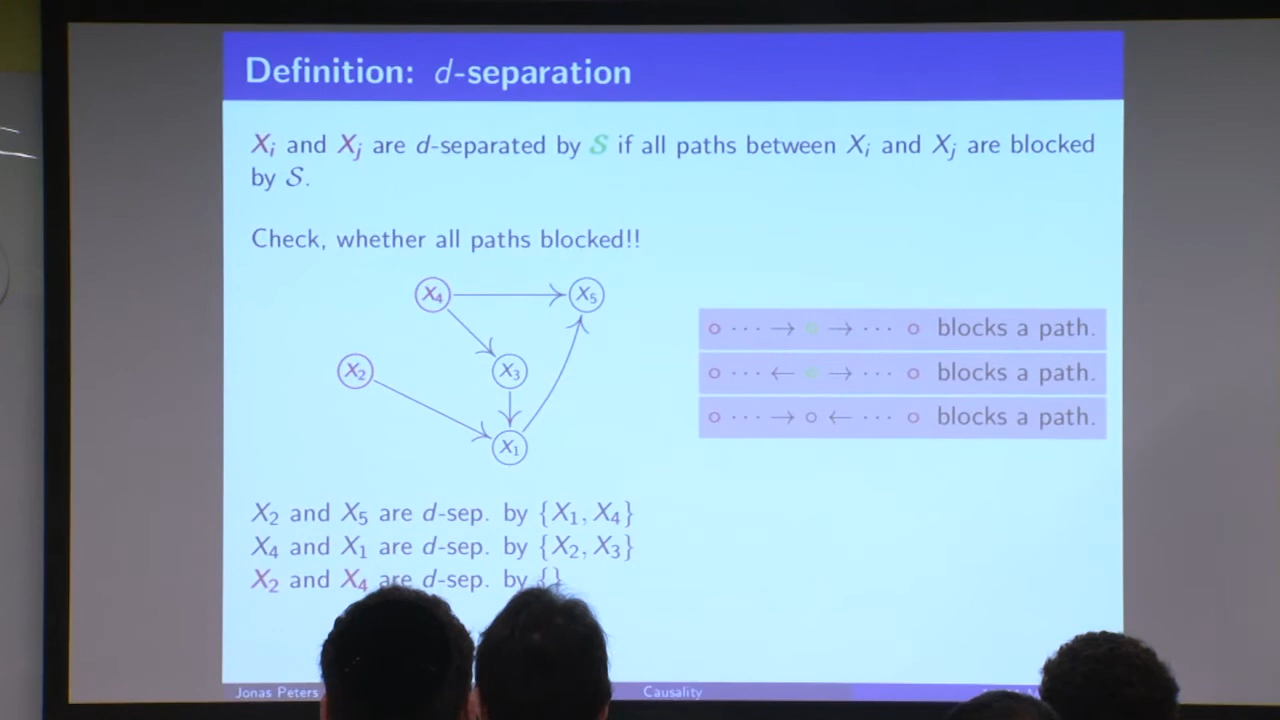 Definition: d-separation
Xᵢ and Xⱼ are d-separated by S if all paths between Xᵢ and Xⱼ are blocked
by S.
Check, whether all paths blocked!!
X₄
X₅
X₂
X₃
X₁
○ ··· → ○ → ··· ○ blocks a path.
○ ··· ← ○ → ··· ○ blocks a path.
○ ··· → ○ ← ··· ○ blocks a path.
X₂ and X₅ are d-sep. by {X₁, X₄}
X₄ and X₁ are d-sep. by {X₂, X₃}
X₂ and X₄ are d-sep. by {}
Jonas Peters
Causality